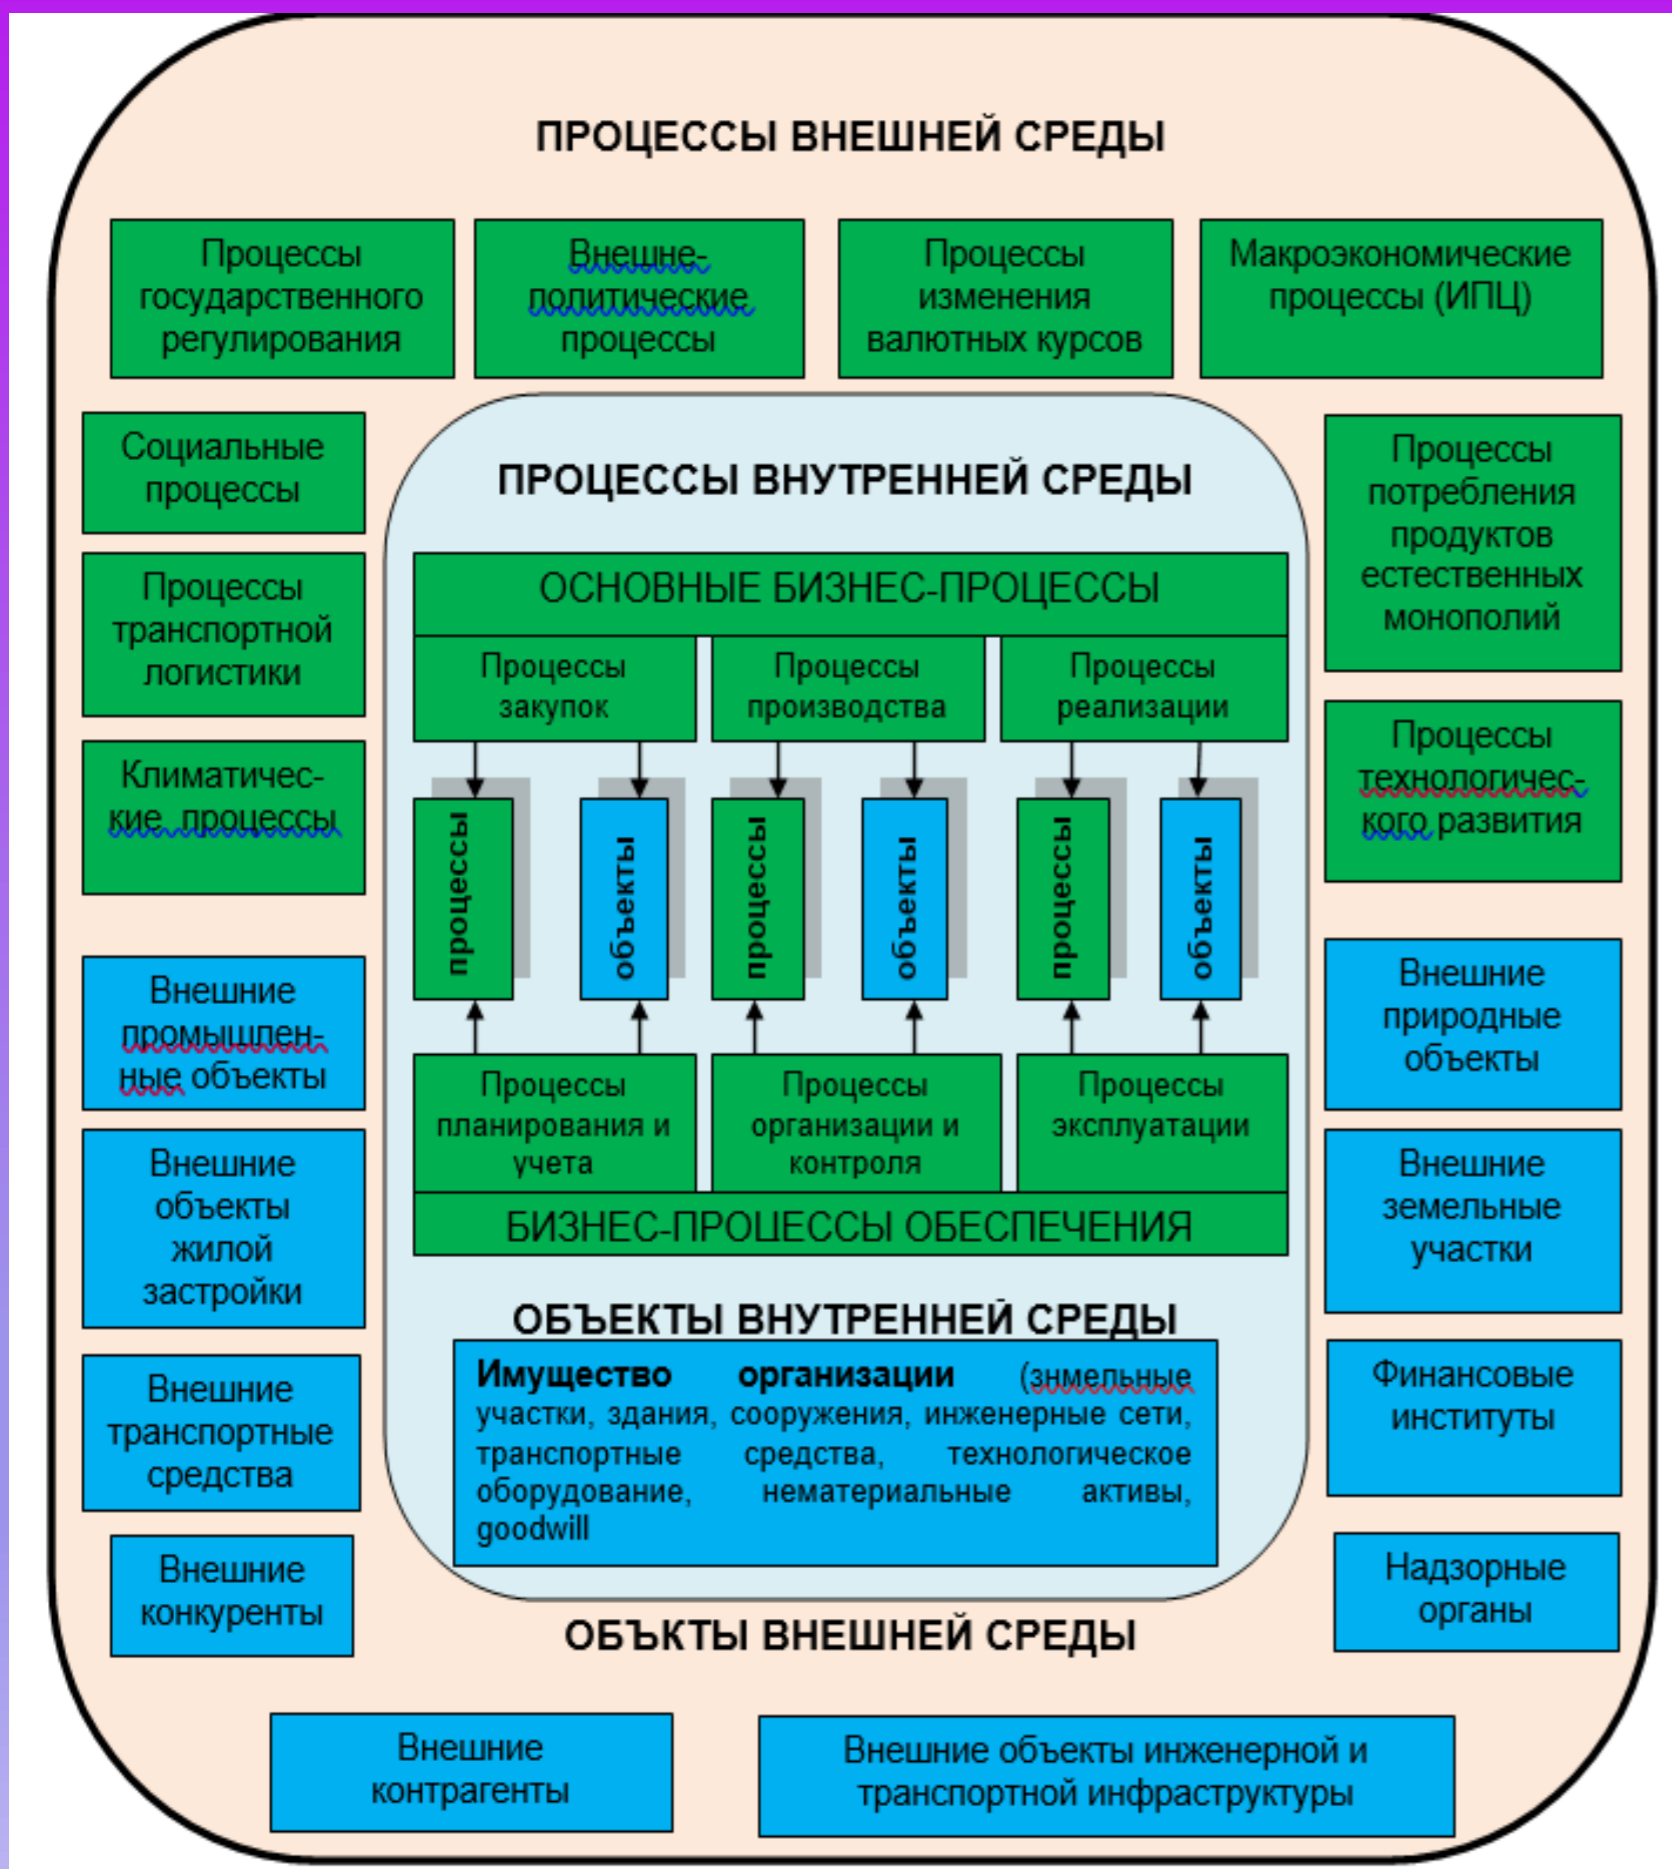 ПРОЦЕССЫ ВНЕШНЕЙ СРЕДЫ
Процессы
государственного
регулирования
Внешне-
политические
процессы
Процессы
изменения
валютных курсов
Макроэкономические
процессы (ИПЦ)
Социальные
процессы
Процессы
транспортной
логистики
Климатичес-
кие процессы
Процессы
потребления
продуктов
естественных
монополий
Процессы
технологичес-
кого развития
ПРОЦЕССЫ ВНУТРЕННЕЙ СРЕДЫ
ОСНОВНЫЕ БИЗНЕС-ПРОЦЕССЫ
Процессы
закупок
Процессы
производства
Процессы
реализации
процессы
объекты
процессы
объекты
процессы
объекты
Процессы
планирования и
учета
Процессы
организации и
контроля
Процессы
эксплуатации
БИЗНЕС-ПРОЦЕССЫ ОБЕСПЕЧЕНИЯ
ОБЪЕКТЫ ВНУТРЕННЕЙ СРЕДЫ
Имущество организации (знмельные
участки, здания, сооружения, инженерные сети,
транспортные средства, технологическое
оборудование, нематериальные активы,
goodwill
Внешние
промышлен-
ные объекты
Внешние
объекты
жилой
застройки
Внешние
транспортные
средства
Внешние
конкуренты
Внешние
природные
объекты
Внешние
земельные
участки
Финансовые
институты
Надзорные
органы
ОБЪКТЫ ВНЕШНЕЙ СРЕДЫ
Внешние
контрагенты
Внешние объекты инженерной и
транспортной инфраструктуры